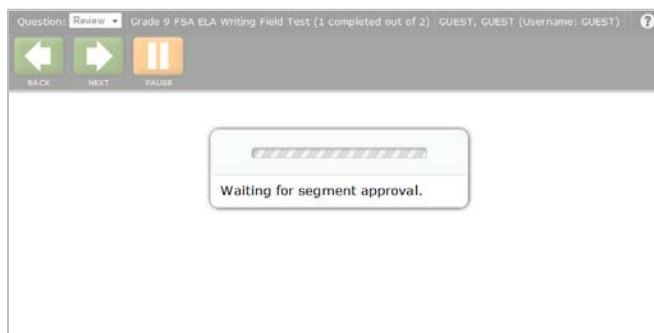 Question: Review Grade 9 FSA ELA Writing Field Test (1 completed out of 2) GUEST, GUEST (Username: GUEST) ?
BACK NEXT PAUSE
Waiting for segment approval.